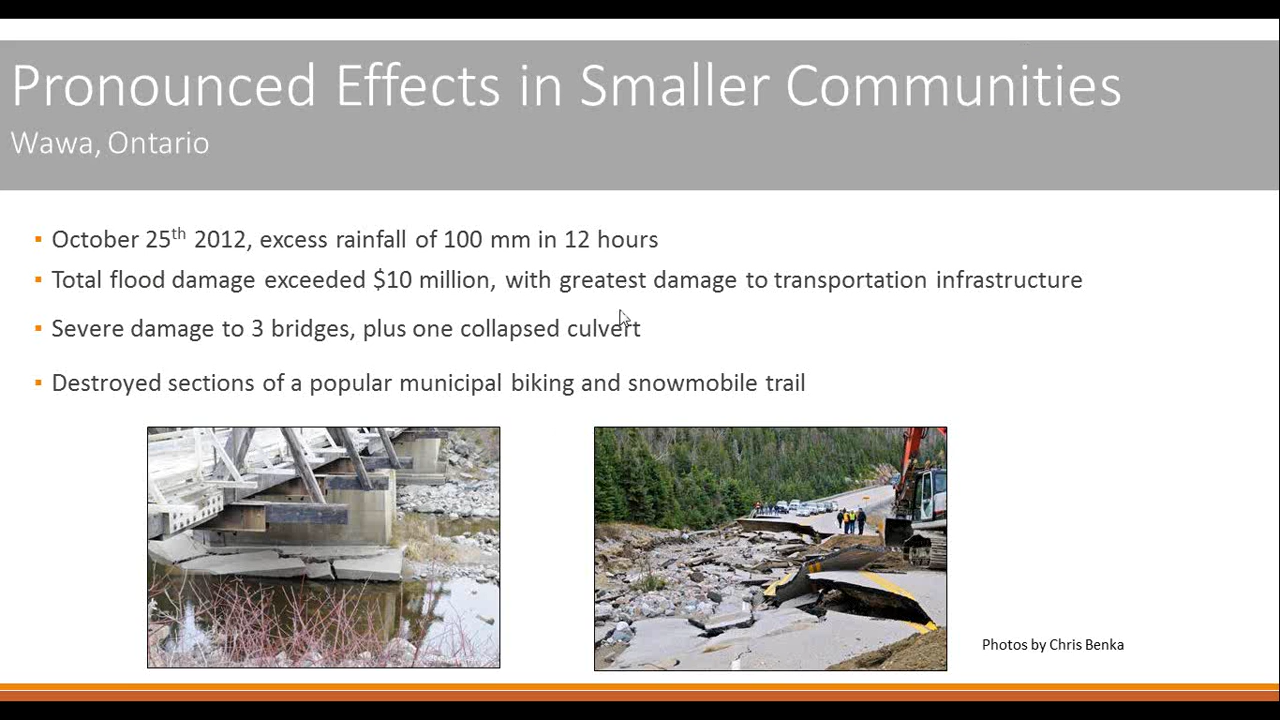 Pronounced Effects in Smaller Communities
Wawa, Ontario
▪ October 25th 2012, excess rainfall of 100 mm in 12 hours
▪ Total flood damage exceeded $10 million, with greatest damage to transportation infrastructure
▪ Severe damage to 3 bridges, plus one collapsed culvert
▪ Destroyed sections of a popular municipal biking and snowmobile trail
Photos by Chris Benka